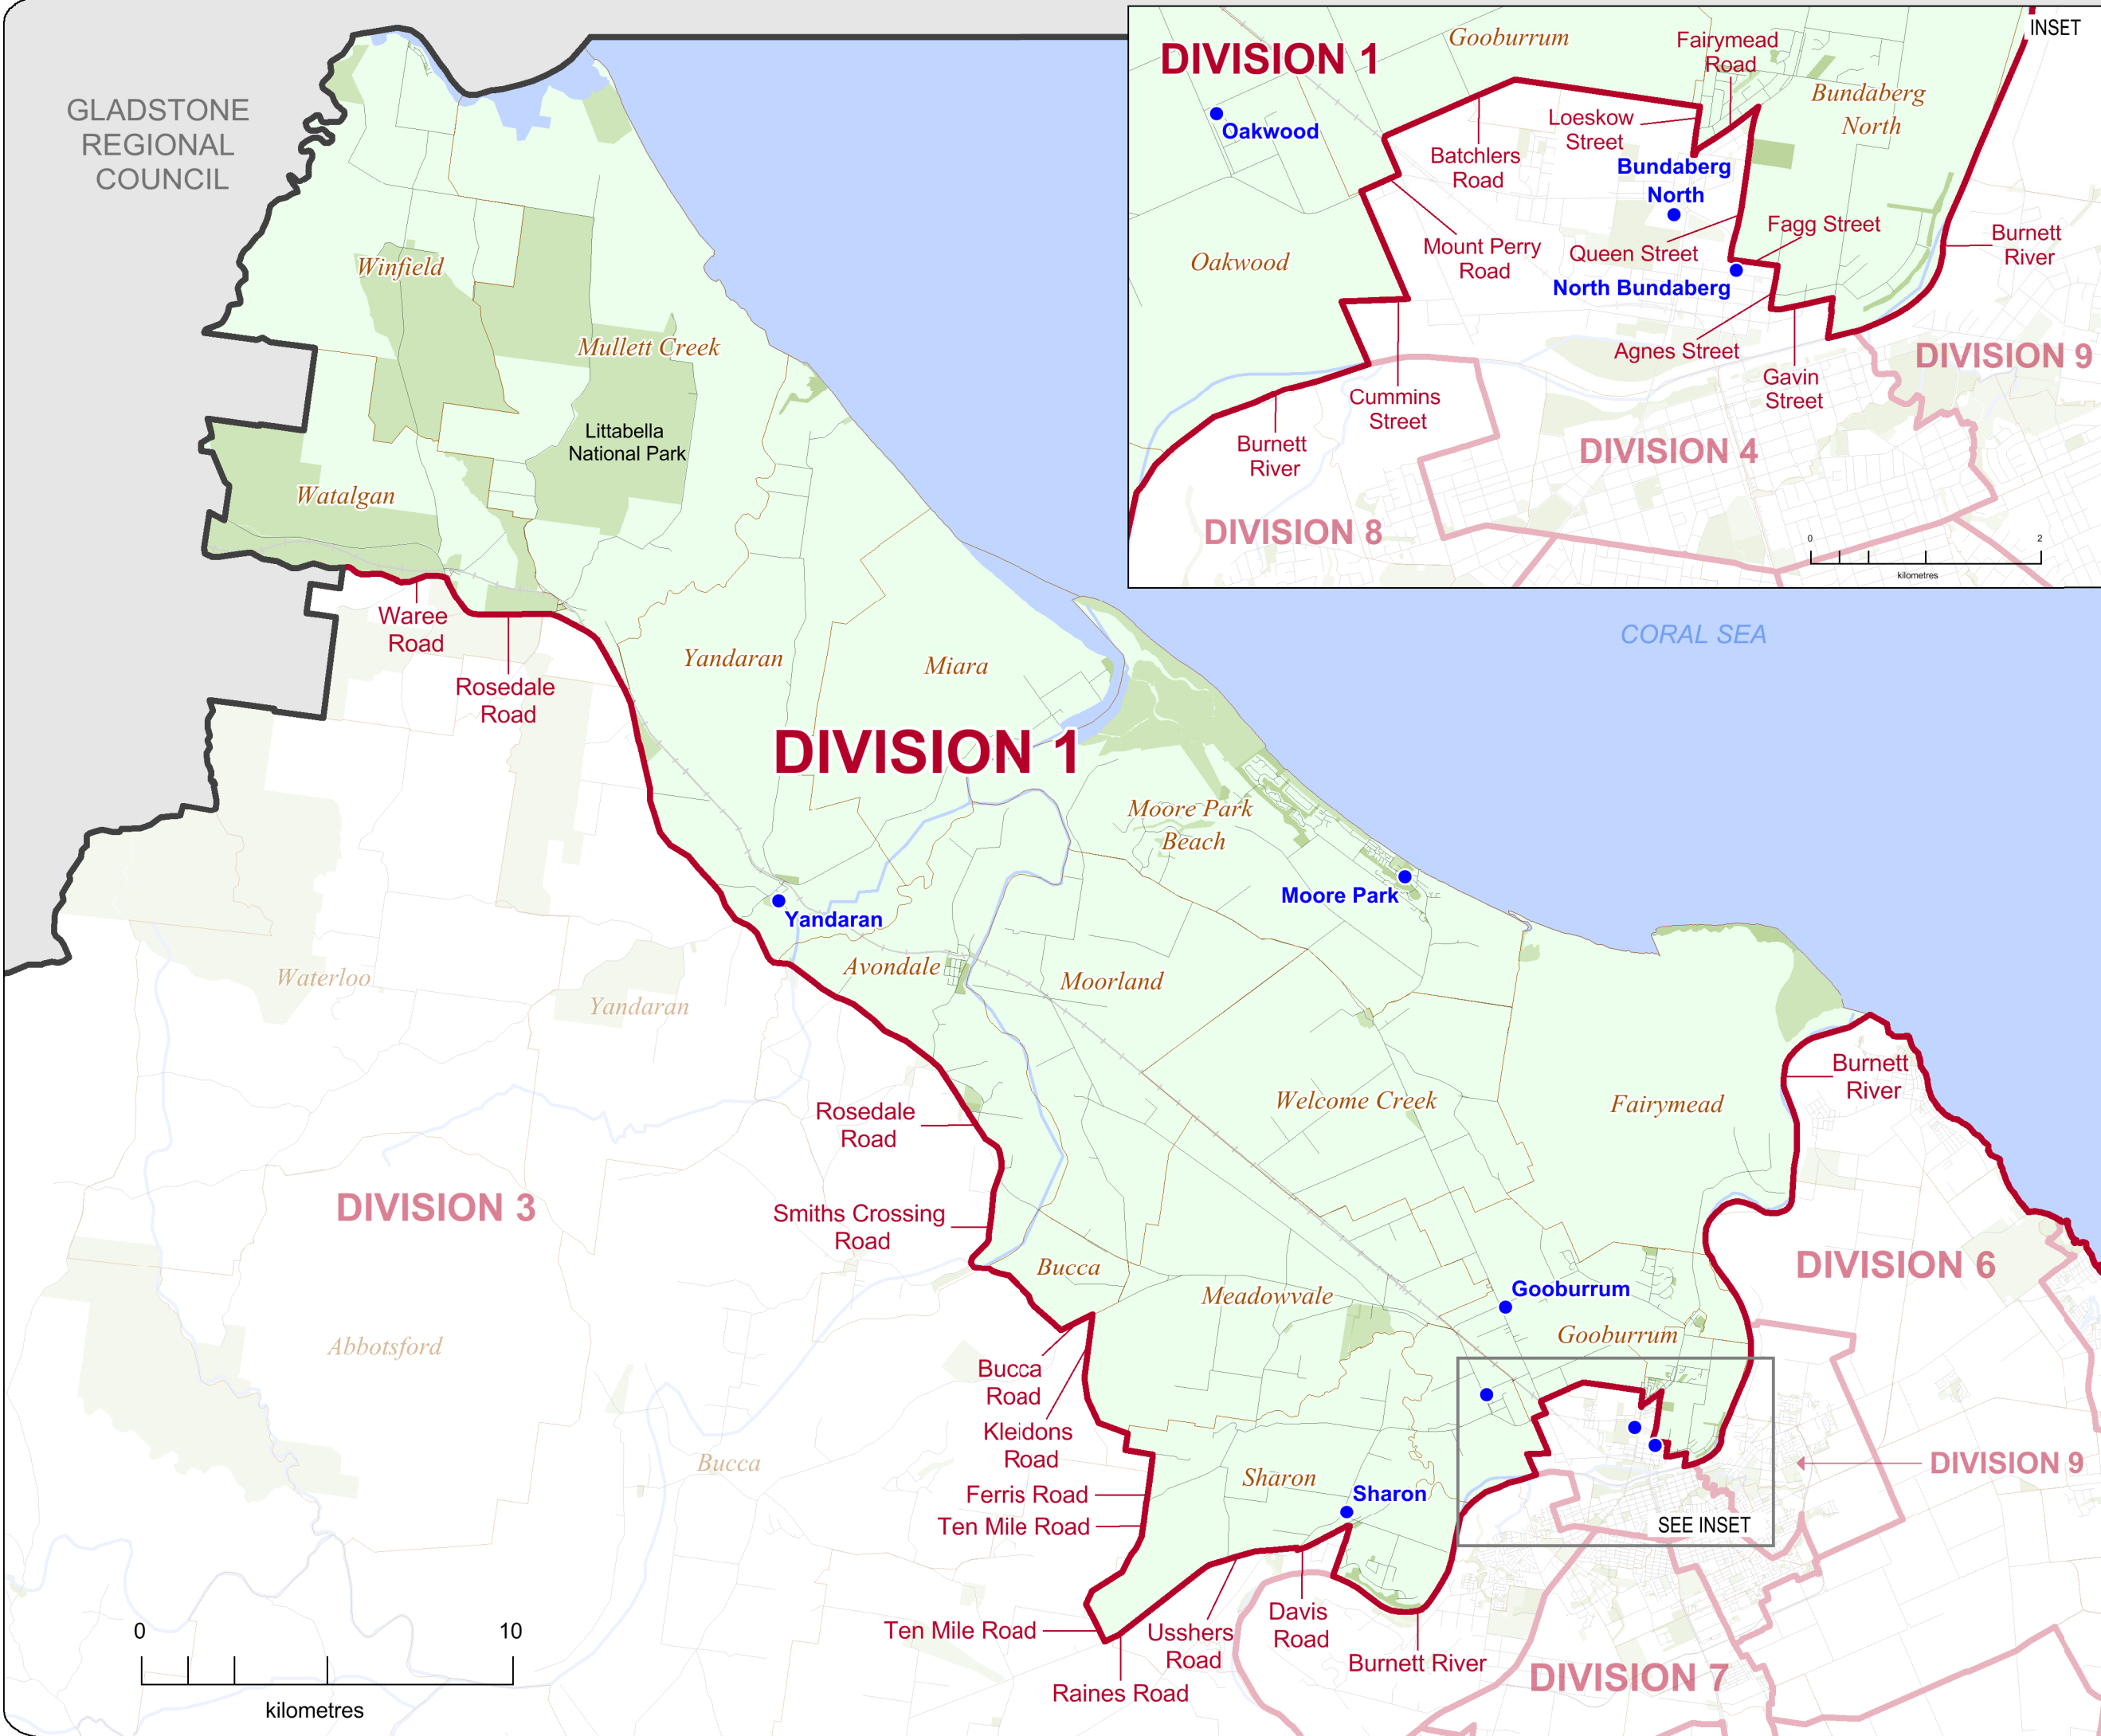 GLADSTONE
REGIONAL
COUNCIL
Winfield
Mullett Creek
Littabella
National Park
Watalgan
Waree
Road
Rosedale
Road
Yandaran
Miara
DIVISION 1
CORAL SEA
Moore Park
Beach
Moore Park
Yandaran
Avondale
Moorland
Waterloo
Yandaran
Welcome Creek
Fairymead
Burnett
River
Rosedale
Road
DIVISION 3
Smiths Crossing
Road
Bucca
Meadowvale
DIVISION 6
Gooburrum
Gooburrum
Abbotsford
Bucca
Road
Kleidons
Road
Bucca
Sharon
Sharon
DIVISION 9
Ferris Road
Ten Mile Road
SEE INSET
Ten Mile Road
Usshers
Road
Davis
Road
Burnett River
Raines Road
DIVISION 7
0
10
kilometres
INSET
DIVISION 1
Gooburrum
Fairymead
Road
Bundaberg
North
Oakwood
Loeskow
Street
Batchlers
Road
Bundaberg
North
Fagg Street
Mount Perry
Road
Queen Street
Burnett
River
Oakwood
North Bundaberg
Agnes Street
DIVISION 9
Gavin
Street
Cummins
Street
Burnett
River
DIVISION 4
DIVISION 8
0
2
kilometres